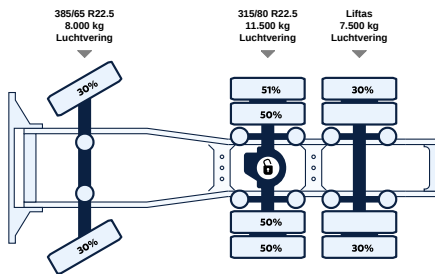 385/65 R22.5
8.000 kg
Luchtvering
315/80 R22.5
11.500 kg
Luchtvering
Liftas
7.500 kg
Luchtvering
30%
51%
30%
50%
50%
30%
50%
30%